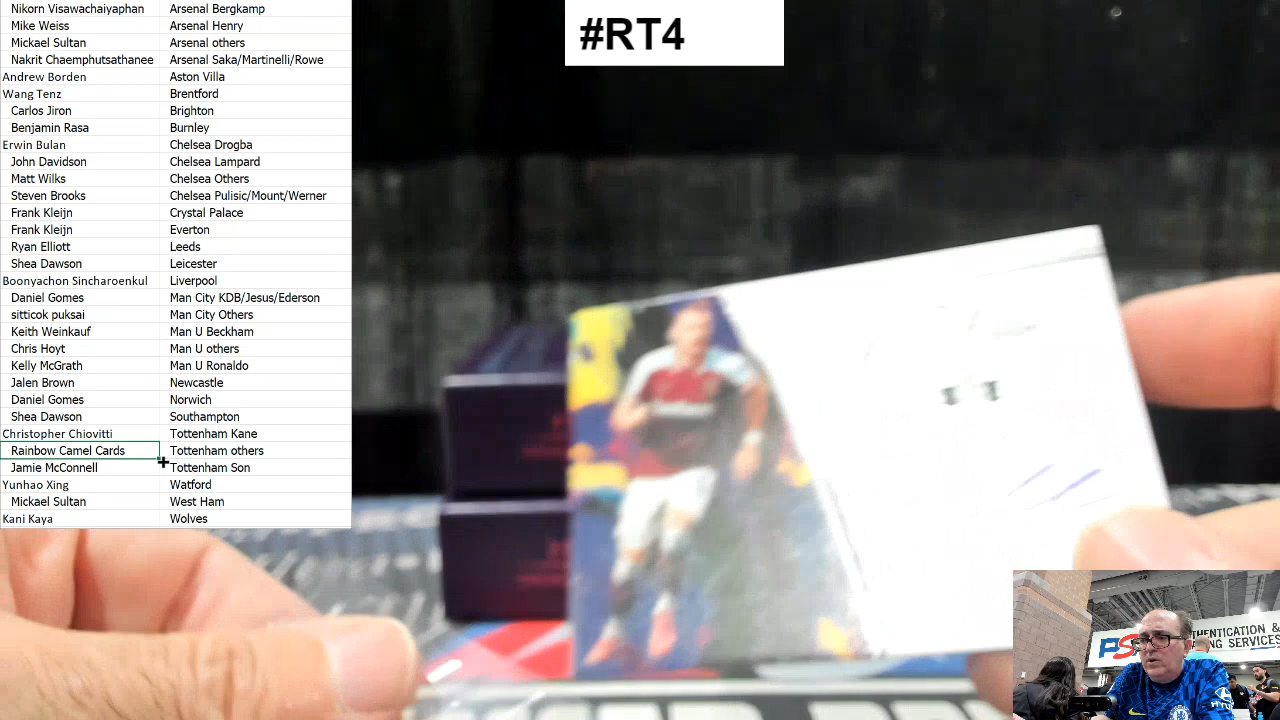 #RT4
Nikorn Visawachaiyaphan Arsenal Bergkamp
Mike Weiss Arsenal Henry
Mickael Sultan Arsenal others
Nakrit Chaemphutsathanee Arsenal Saka/Martinelli/Rowe
Andrew Borden Aston Villa
Wang Tenz Brentford
Carlos Jiron Brighton
Benjamin Rasa Burnley
Erwin Bulan Chelsea Drogba
John Davidson Chelsea Lampard
Matt Wilks Chelsea Others
Steven Brooks Chelsea Pulisic/Mount/Werner
Frank Kleijn Crystal Palace
Frank Kleijn Everton
Ryan Elliott Leeds
Shea Dawson Leicester
Boonyachon Sincharoenkul Liverpool
Daniel Gomes Man City KDB/Jesus/Ederson
sitticok puksai Man City Others
Keith Weinkauf Man U Beckham
Chris Hoyt Man U others
Kelly McGrath Man U Ronaldo
Jalen Brown Newcastle
Daniel Gomes Norwich
Shea Dawson Southampton
Christopher Chiovitti Tottenham Kane
Rainbow Camel Cards Tottenham others
Jamie McConnell Tottenham Son
Yunhao Xing Watford
Mickael Sultan West Ham
Kani Kaya Wolves